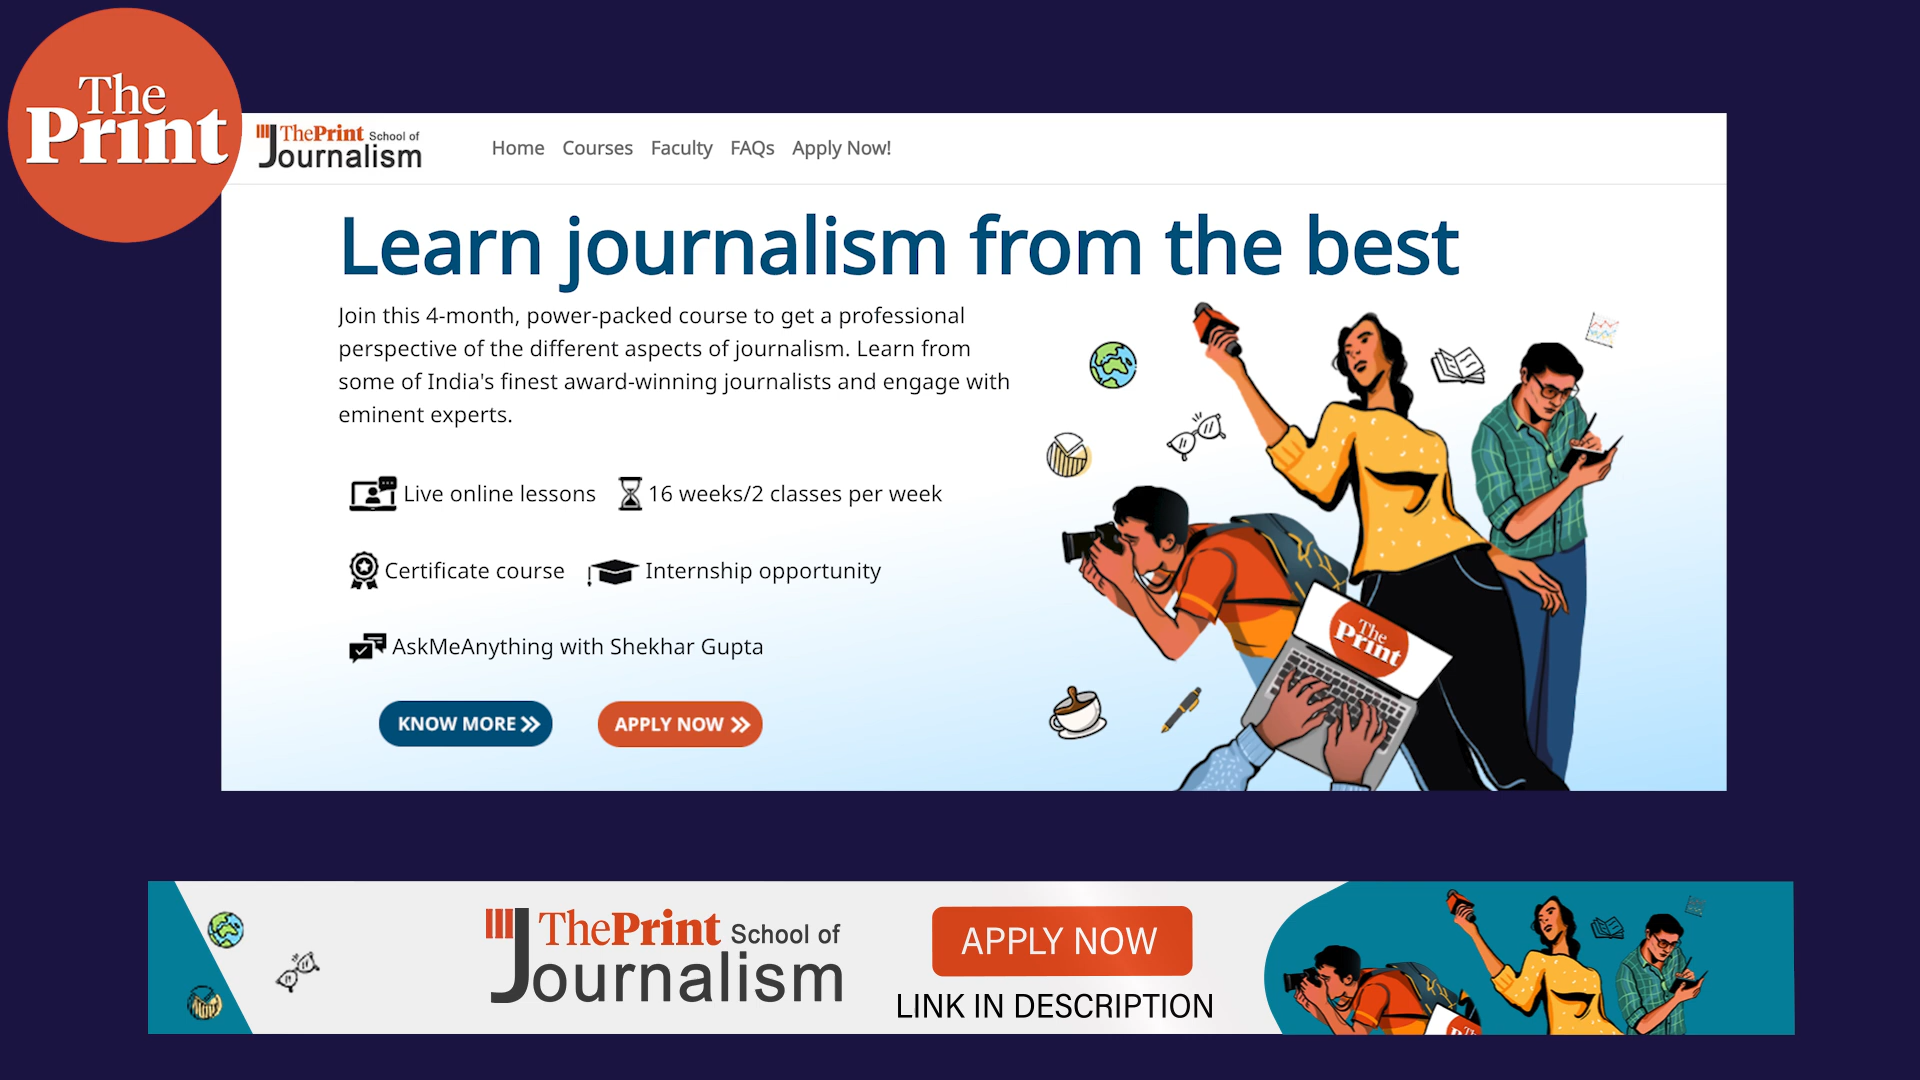 The
Print
ThePrint School of
Journalism
Home Courses Faculty FAQs Apply Now!
Learn journalism from the best
Join this 4-month, power-packed course to get a professional
perspective of the different aspects of journalism. Learn from
some of India's finest award-winning journalists and engage with
eminent experts.
Live online lessons 16 weeks/2 classes per week
Certificate course Internship opportunity
AskMeAnything with Shekhar Gupta
KNOW MORE APPLY NOW
The
Print
ThePrint School of
Journalism
APPLY NOW
LINK IN DESCRIPTION